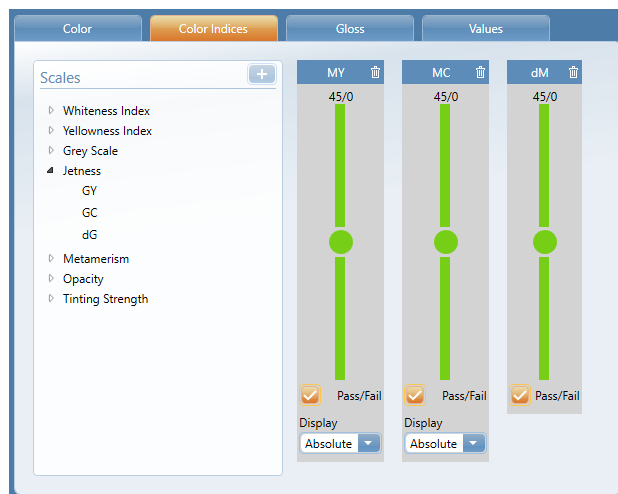 Color
Color Indices
Gloss
Values
Scales
Whiteness Index
Yellowness Index
Grey Scale
Jetness
GY
GC
dG
Metamerism
Opacity
Tinting Strength
MY
45/0
Pass/Fail
Display
Absolute
MC
45/0
Pass/Fail
Display
Absolute
dM
45/0
Pass/Fail